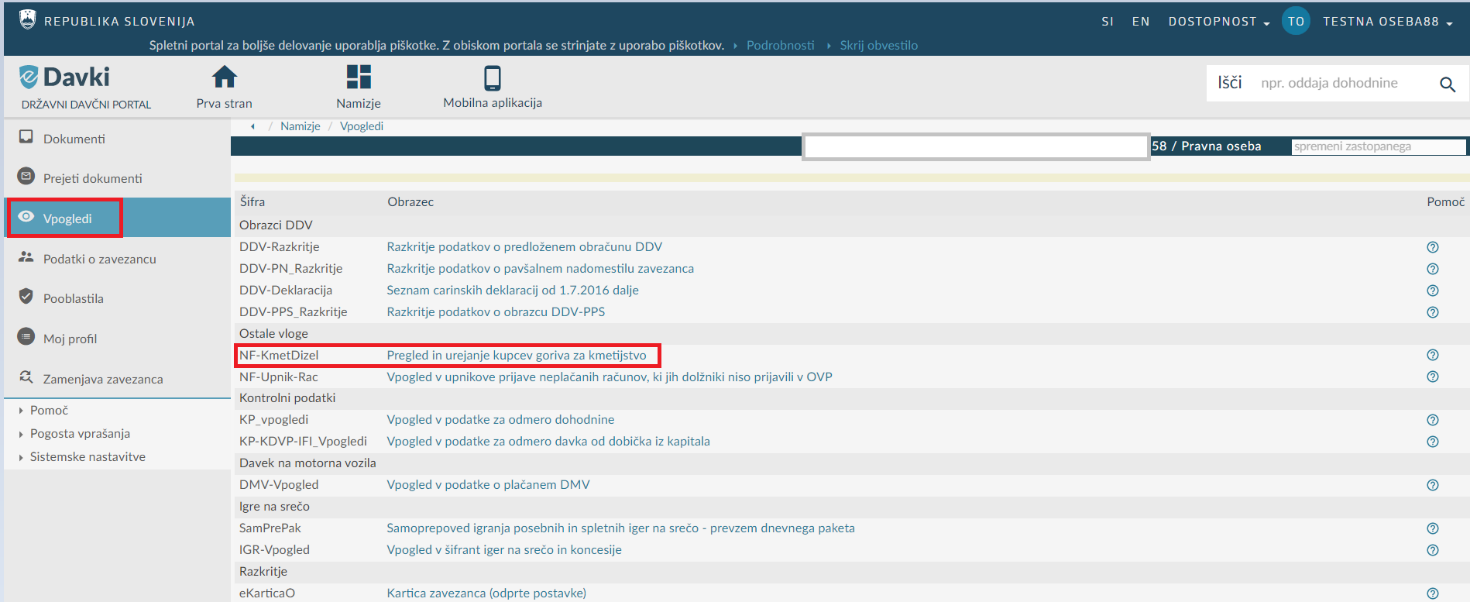 REPUBLIKA SLOVENIJA SI EN DOSTOPNOST TO TESTNA OSEBA88
Spletni portal za boljše delovanje uporablja piškotke. Z obiskom portala se strinjate z uporabo piškotkov. Podrobnosti Skrij obvestilo
eDavki
DRŽAVNI DAVČNI PORTAL
Prva stran
Namizje
Mobilna aplikacija
Išči npr. oddaja dohodnine
Dokumenti
Prejeti dokumenti
Vpogledi
Podatki o zavezancu
Pooblastila
Moj profil
Zamenjava zavezanca
Pomoč
Pogosta vprašanja
Sistemske nastavitve
/ Namizje / Vpogledi
58 / Pravna oseba spremeni zastopanega
Šifra Obrazec Pomoč
Obrazci DDV
DDV-Razkritje Razkritje podatkov o predloženem obračunu DDV
DDV-PN_Razkritje Razkritje podatkov o pavšalnem nadomestilu zavezanca
DDV-Deklaracija Seznam carinskih deklaracij od 1.7.2016 dalje
DDV-PPS_Razkritje Razkritje podatkov o obrazcu DDV-PPS
Ostale vloge
NF-KmetDizel Pregled in urejanje kupcev goriva za kmetijstvo
NF-Upnik-Rac Vpogled v upnikove prijave neplačanih računov, ki jih dolžniki niso prijavili v OVP
Kontrolni podatki
KP_vpogledi Vpogled v podatke za odmero dohodnine
KP-KDVP-IFI_Vpogledi Vpogled v podatke za odmero davka od dobička iz kapitala
Davek na motorna vozila
DMV-Vpogled Vpogled v podatke o plačanem DMV
Igre na srečo
SamPrePak Samoprepoved igranja posebnih in spletnih iger na srečo - prevzem dnevnega paketa
IGR-Vpogled Vpogled v šifrant iger na srečo in koncesije
Razkritje
eKarticaO Kartica zavezanca (odprte postavke)